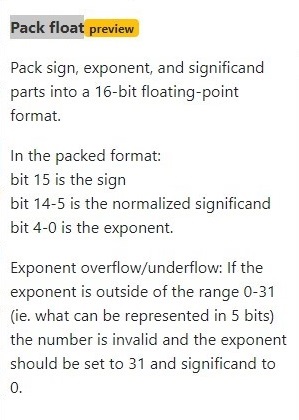 Pack float preview
Pack sign, exponent, and significand
parts into a 16-bit floating-point
format.
In the packed format:
bit 15 is the sign
bit 14-5 is the normalized significand
bit 4-0 is the exponent.
Exponent overflow/underflow: If the
exponent is outside of the range 0-31
(ie. what can be represented in 5 bits)
the number is invalid and the exponent
should be set to 31 and significand to
0.